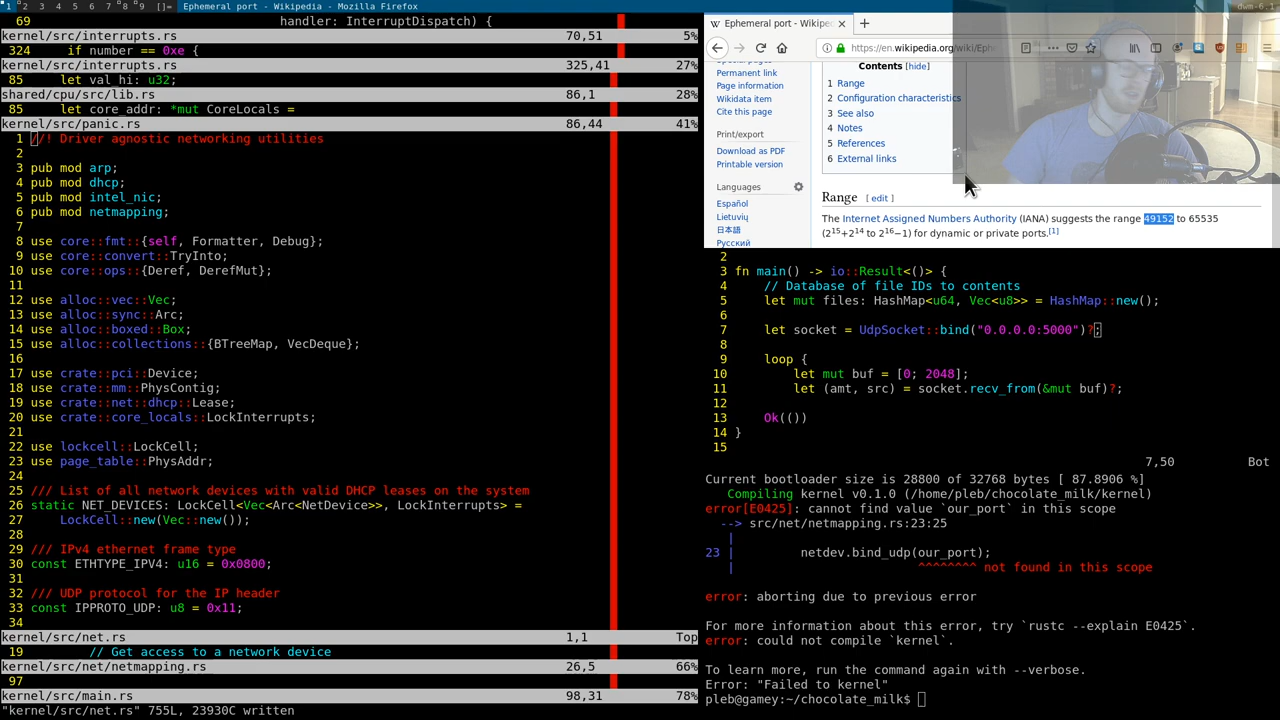 1 2 3 4 5 6 7 8 9 []= Ephemeral port - Wikipedia - Mozilla Firefox dwm-6.1
69 handler: InterruptDispatch) {
kernel/src/interrupts.rs 70,51 5%
324 if number == 0xe {
kernel/src/interrupts.rs 325,41 27%
85 let val_hi: u32;
shared/cpu/src/lib.rs 86,1 28%
85 let core_addr: *mut CoreLocals =
kernel/src/panic.rs 86,44 41%
1 //! Driver agnostic networking utilities
2
3 pub mod arp;
4 pub mod dhcp;
5 pub mod intel_nic;
6 pub mod netmapping;
7
8 use core::fmt::{self, Formatter, Debug};
9 use core::convert::TryInto;
10 use core::ops::{Deref, DerefMut};
11
12 use alloc::vec::Vec;
13 use alloc::sync::Arc;
14 use alloc::boxed::Box;
15 use alloc::collections::{BTreeMap, VecDeque};
16
17 use crate::pci::Device;
18 use crate::mm::PhysContig;
19 use crate::net::dhcp::Lease;
20 use crate::core_locals::LockInterrupts;
21
22 use lockcell::LockCell;
23 use page_table::PhysAddr;
24
25 /// List of all network devices with valid DHCP leases on the system
26 static NET_DEVICES: LockCell<Vec<Arc<NetDevice>>, LockInterrupts> =
27 LockCell::new(Vec::new());
28
29 /// IPv4 ethernet frame type
30 const ETHTYPE_IPV4: u16 = 0x0800;
31
32 /// UDP protocol for the IP header
33 const IPPROTO_UDP: u8 = 0x11;
34
kernel/src/net.rs 1,1 Top
19 // Get access to a network device
kernel/src/net/netmapping.rs 26,5 66%
97
kernel/src/main.rs 98,31 78%
"kernel/src/net.rs" 755L, 23930C written
W Ephemeral port - Wikiped
https://en.wikipedia.org/wiki/Eph
Permanent link
Page information
Wikidata item
Cite this page
Print/export
Download as PDF
Printable version
Languages
Español
Lietuvių
日本語
Русский
Contents [hide]
1 Range
2 Configuration characteristics
3 See also
4 Notes
5 References
6 External links
Range [ edit ]
The Internet Assigned Numbers Authority (IANA) suggests the range 49152 to 65535
(2¹⁵+2¹⁴ to 2¹⁶−1) for dynamic or private ports.[1]
2
3 fn main() -> io::Result<()> {
4 // Database of file IDs to contents
5 let mut files: HashMap<u64, Vec<u8>> = HashMap::new();
6
7 let socket = UdpSocket::bind("0.0.0.0:5000")?;
8
9 loop {
10 let mut buf = [0; 2048];
11 let (amt, src) = socket.recv_from(&mut buf)?;
12
13 Ok(())
14 }
15
7,50 Bot
Current bootloader size is 28800 of 32768 bytes [ 87.8906 %]
Compiling kernel v0.1.0 (/home/pleb/chocolate_milk/kernel)
error[E0425]: cannot find value `our_port` in this scope
--> src/net/netmapping.rs:23:25
|
23 | netdev.bind_udp(our_port);
| ^^^^^^^^ not found in this scope
error: aborting due to previous error
For more information about this error, try `rustc --explain E0425`.
error: could not compile `kernel`.
To learn more, run the command again with --verbose.
Error: "Failed to kernel"
pleb@gamey:~/chocolate_milk$